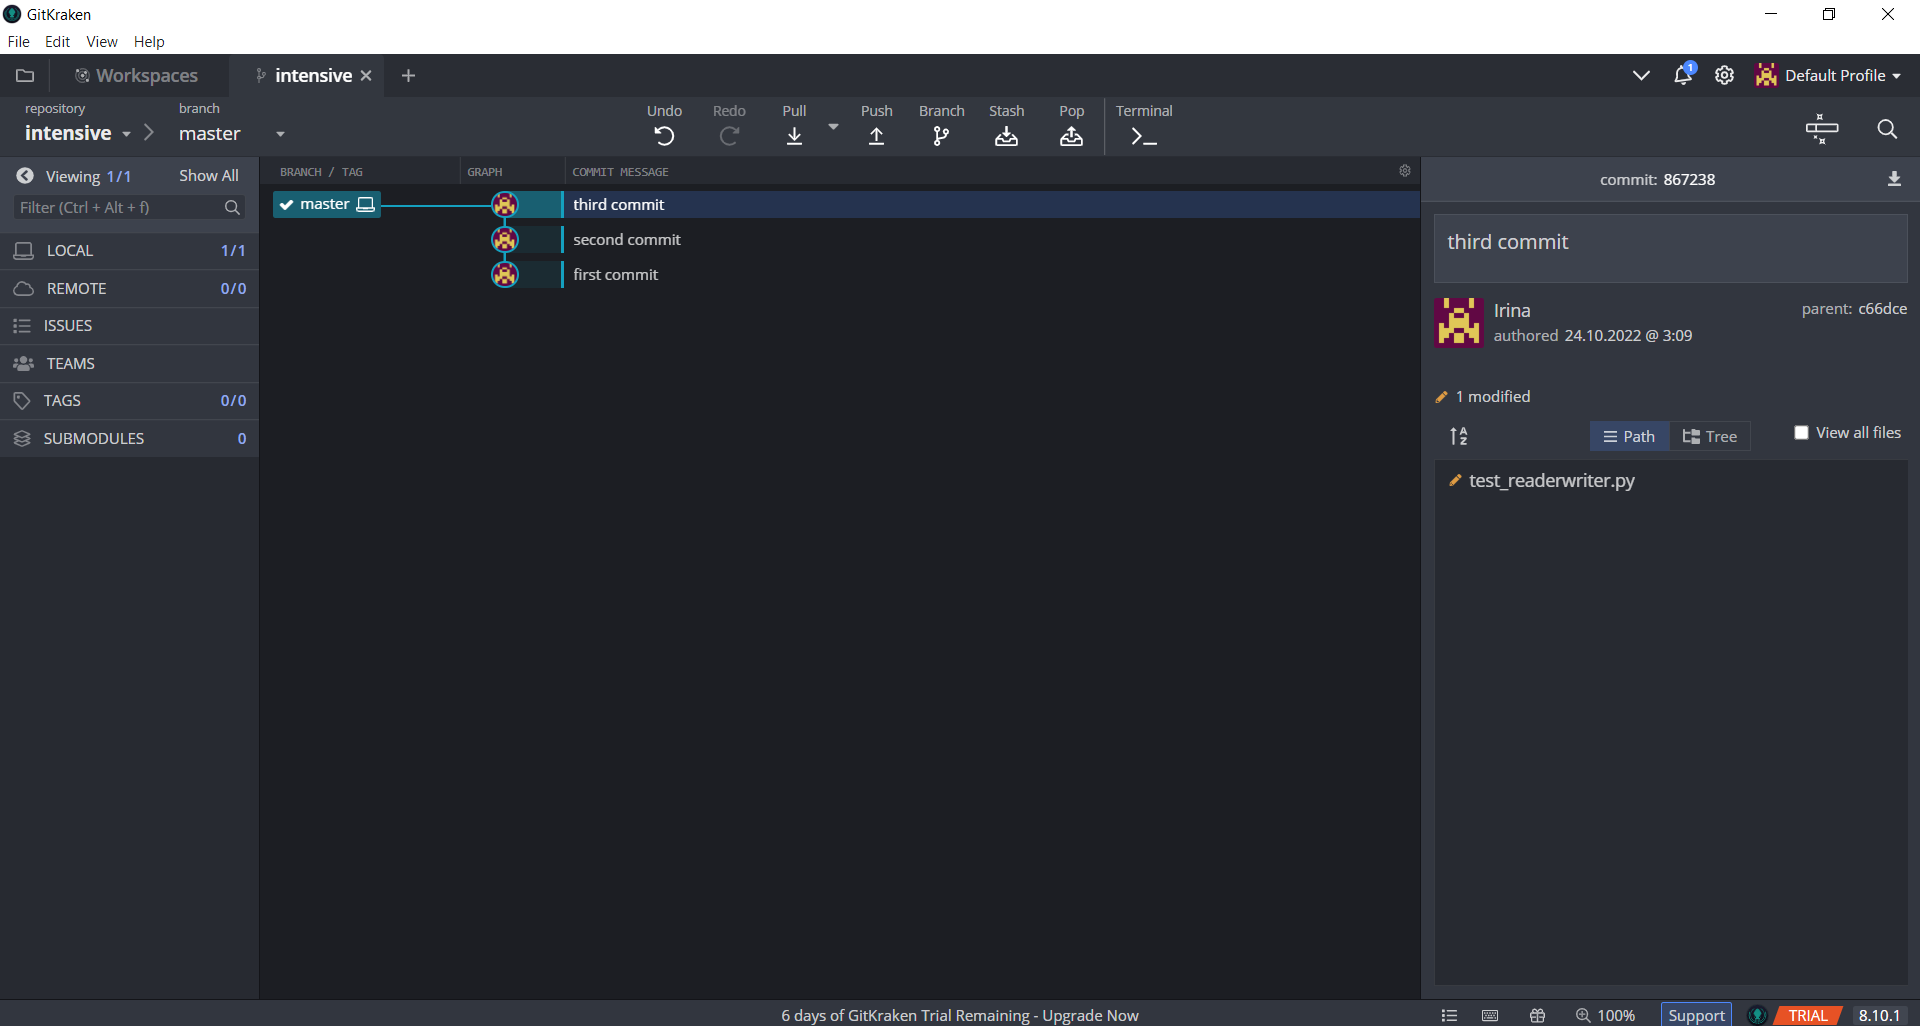 GitKraken
File Edit View Help
Workspaces intensive
1 Default Profile
repository branch
intensive master
Undo Redo Pull Push Branch Stash Pop Terminal
Viewing 1/1 Show All
Filter (Ctrl + Alt + f)
LOCAL 1/1
REMOTE 0/0
ISSUES
TEAMS
TAGS 0/0
SUBMODULES 0
BRANCH / TAG GRAPH COMMIT MESSAGE
master third commit
second commit
first commit
commit: 867238
third commit
Irina parent: c66dce
authored 24.10.2022 @ 3:09
1 modified
A
Z
Path Tree View all files
test_readerwriter.py
6 days of GitKraken Trial Remaining - Upgrade Now 100% Support TRIAL 8.10.1